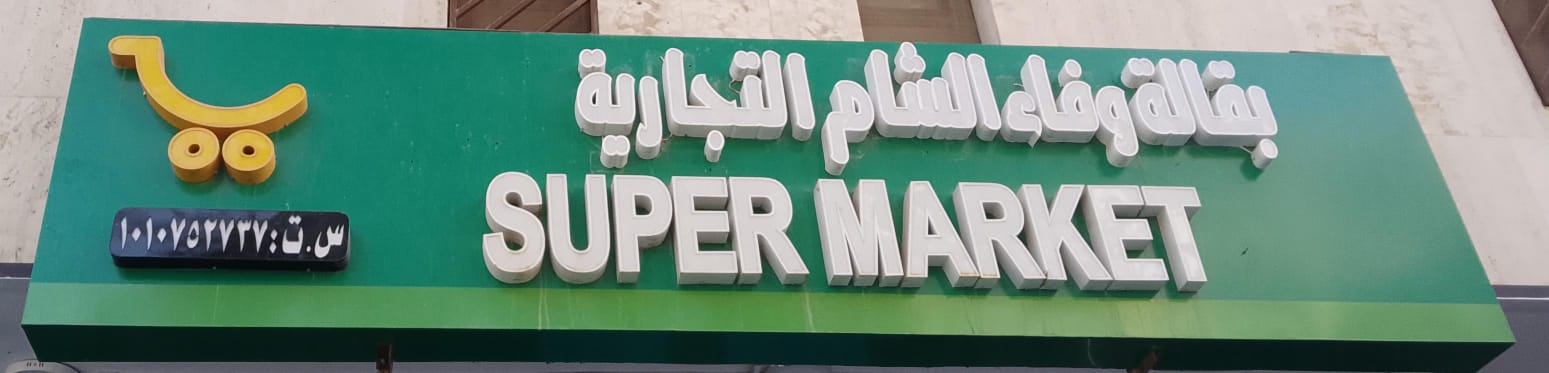 بقالة وفاء الشام التجارية
SUPER MARKET
س.ت: ١٠١٠٧٥٢٧٣٧